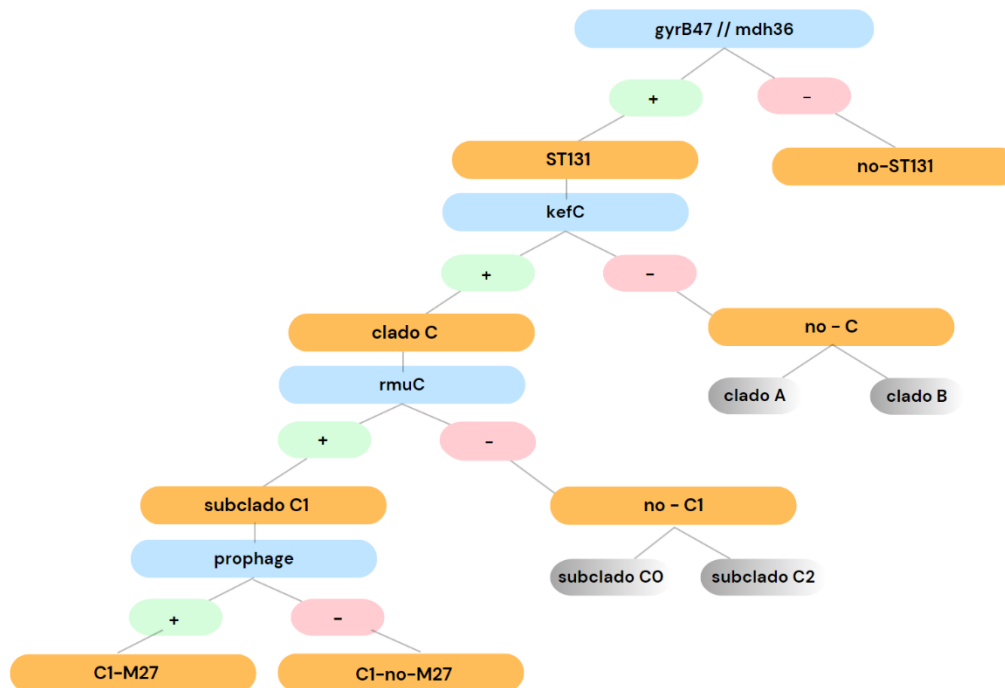 gyrB47 // mdh36
+
-
ST131
no-ST131
kefC
+
-
clado C
no - C
rmuC
clado A
clado B
+
-
subclado C1
no - C1
prophage
subclado C0
subclado C2
+
-
C1-M27
C1-no-M27